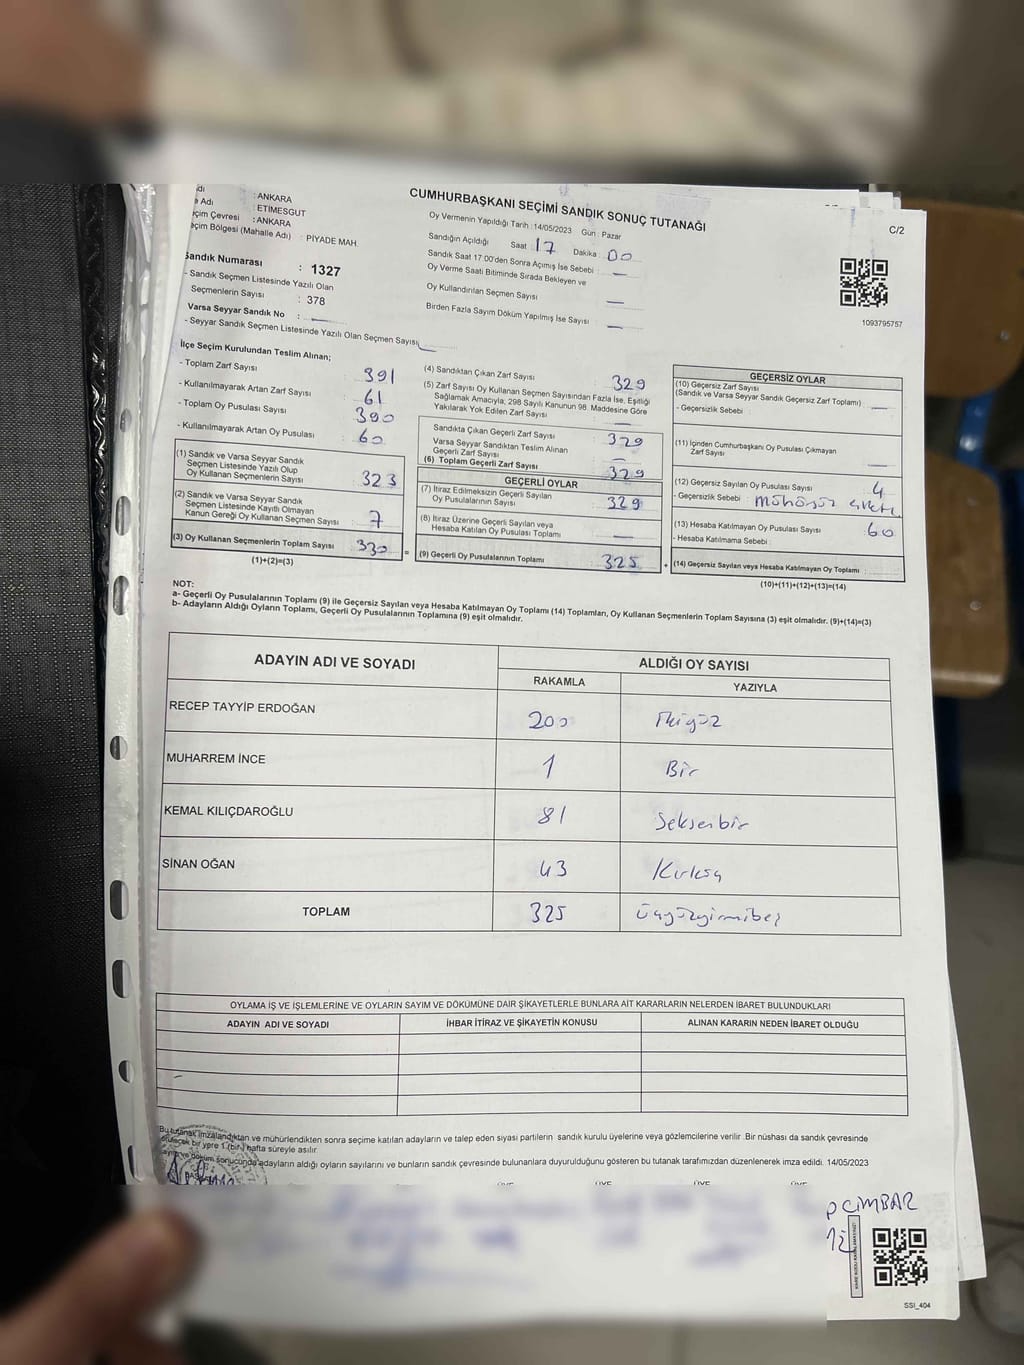 CUMHURBAŞKANI SEÇİMİ SANDIK SONUÇ TUTANAĞI
C/2
dı : ANKARA
e Adı : ETİMESGUT
çim Çevresi : ANKARA
eçim Bölgesi (Mahalle Adı) : PİYADE MAH.
Sandık Numarası : 1327
- Sandık Seçmen Listesinde Yazılı Olan
Seçmenlerin Sayısı : 378
Varsa Seyyar Sandık No :
- Seyyar Sandık Seçmen Listesinde Yazılı Olan Seçmen Sayısı
Oy Vermenin Yapıldığı Tarih : 14/05/2023 Gün : Pazar
Sandığın Açıldığı Saat : 17 Dakika : 00
Sandık Saat 17.00'den Sonra Açımış İse Sebebi : —
Oy Verme Saati Bitiminde Sırada Bekleyen ve
Oy Kullandırılan Seçmen Sayısı —
Birden Fazla Sayım Döküm Yapılmış İse Sayısı —
1093795757
İlçe Seçim Kurulundan Teslim Alınan;
- Toplam Zarf Sayısı : 391
- Kullanılmayarak Artan Zarf Sayısı : 61
- Toplam Oy Pusulası Sayısı : 390
- Kullanılmayarak Artan Oy Pusulası : 60
(1) Sandık ve Varsa Seyyar Sandık
Seçmen Listesinde Yazılı Olup
Oy Kullanan Seçmenlerin Sayısı : 323
(2) Sandık ve Varsa Seyyar Sandık
Seçmen Listesinde Kayıtlı Olmayan
Kanun Gereği Oy Kullanan Seçmen Sayısı : 7
(3) Oy Kullanan Seçmenlerin Toplam Sayısı 330
(1)+(2)=(3)
=
(4) Sandıktan Çıkan Zarf Sayısı : 329
(5) Zarf Sayısı Oy Kullanan Seçmen Sayısından Fazla İse, Eşitliği
Sağlamak Amacıyla; 298 Sayılı Kanunun 98. Maddesine Göre
Yakılarak Yok Edilen Zarf Sayısı —
Sandıkta Çıkan Geçerli Zarf Sayısı : 329
Varsa Seyyar Sandıktan Teslim Alınan
Geçerli Zarf Sayısı —
(6) Toplam Geçerli Zarf Sayısı 329
GEÇERLİ OYLAR
(7) İtiraz Edilmeksizin Geçerli Sayılan
Oy Pusulalarının Sayısı : 329
(8) İtiraz Üzerine Geçerli Sayılan veya
Hesaba Katılan Oy Pusulası Toplamı —
(9) Geçerli Oy Pusulalarının Toplamı 325
+
GEÇERSİZ OYLAR
(10) Geçersiz Zarf Sayısı
(Sandık ve Varsa Seyyar Sandık Geçersiz Zarf Toplamı) —
- Geçersizlik Sebebi :
(11) İçinden Cumhurbaşkanı Oy Pusulası Çıkmayan
Zarf Sayısı —
(12) Geçersiz Sayılan Oy Pusulası Sayısı : 4
- Geçersizlik Sebebi :
(13) Hesaba Katılmayan Oy Pusulası Sayısı : 60
- Hesaba Katılmama Sebebi :
(14) Geçersiz Sayılan veya Hesaba Katılmayan Oy Toplamı
(10)+(11)+(12)+(13)=(14)
NOT:
a- Geçerli Oy Pusulalarının Toplamı (9) ile Geçersiz Sayılan veya Hesaba Katılmayan Oy Toplamı (14) Toplamları, Oy Kullanan Seçmenlerin Toplam Sayısına (3) eşit olmalıdır. (9)+(14)=(3)
b- Adayların Aldığı Oyların Toplamı, Geçerli Oy Pusulalarının Toplamına (9) eşit olmalıdır.
ADAYIN ADI VE SOYADI ALDIĞI OY SAYISI
RAKAMLA YAZIYLA
RECEP TAYYİP ERDOĞAN 200 İkiyüz
MUHARREM İNCE 1 Bir
KEMAL KILIÇDAROĞLU 81 Seksenbir
SİNAN OĞAN 43
TOPLAM 325 üçyüzyirmibeş
OYLAMA İŞ VE İŞLEMLERİNE VE OYLARIN SAYIM VE DÖKÜMÜNE DAİR ŞİKAYETLERLE BUNLARA AİT KARARLARIN NELERDEN İBARET BULUNDUKLARI
ADAYIN ADI VE SOYADI İHBAR İTİRAZ VE ŞİKAYETİN KONUSU ALINAN KARARIN NEDEN İBARET OLDUĞU
Bu tutanak imzalandıktan ve mühürlendikten sonra seçime katılan adayların ve talep eden siyasi partilerin sandık kurulu üyelerine veya gözlemcilerine verilir. Bir nüshası da sandık çevresinde
bir yere 1 (bir) hafta süreyle asılır.
döküm sonucunda adayların aldığı oyların sayılarını ve bunların sandık çevresinde bulunanlara duyurulduğunu gösteren bu tutanak tarafımızdan düzenlenerek imza edildi. 14/05/2023
ÜYE ÜYE ÜYE ÜYE
SSI_404